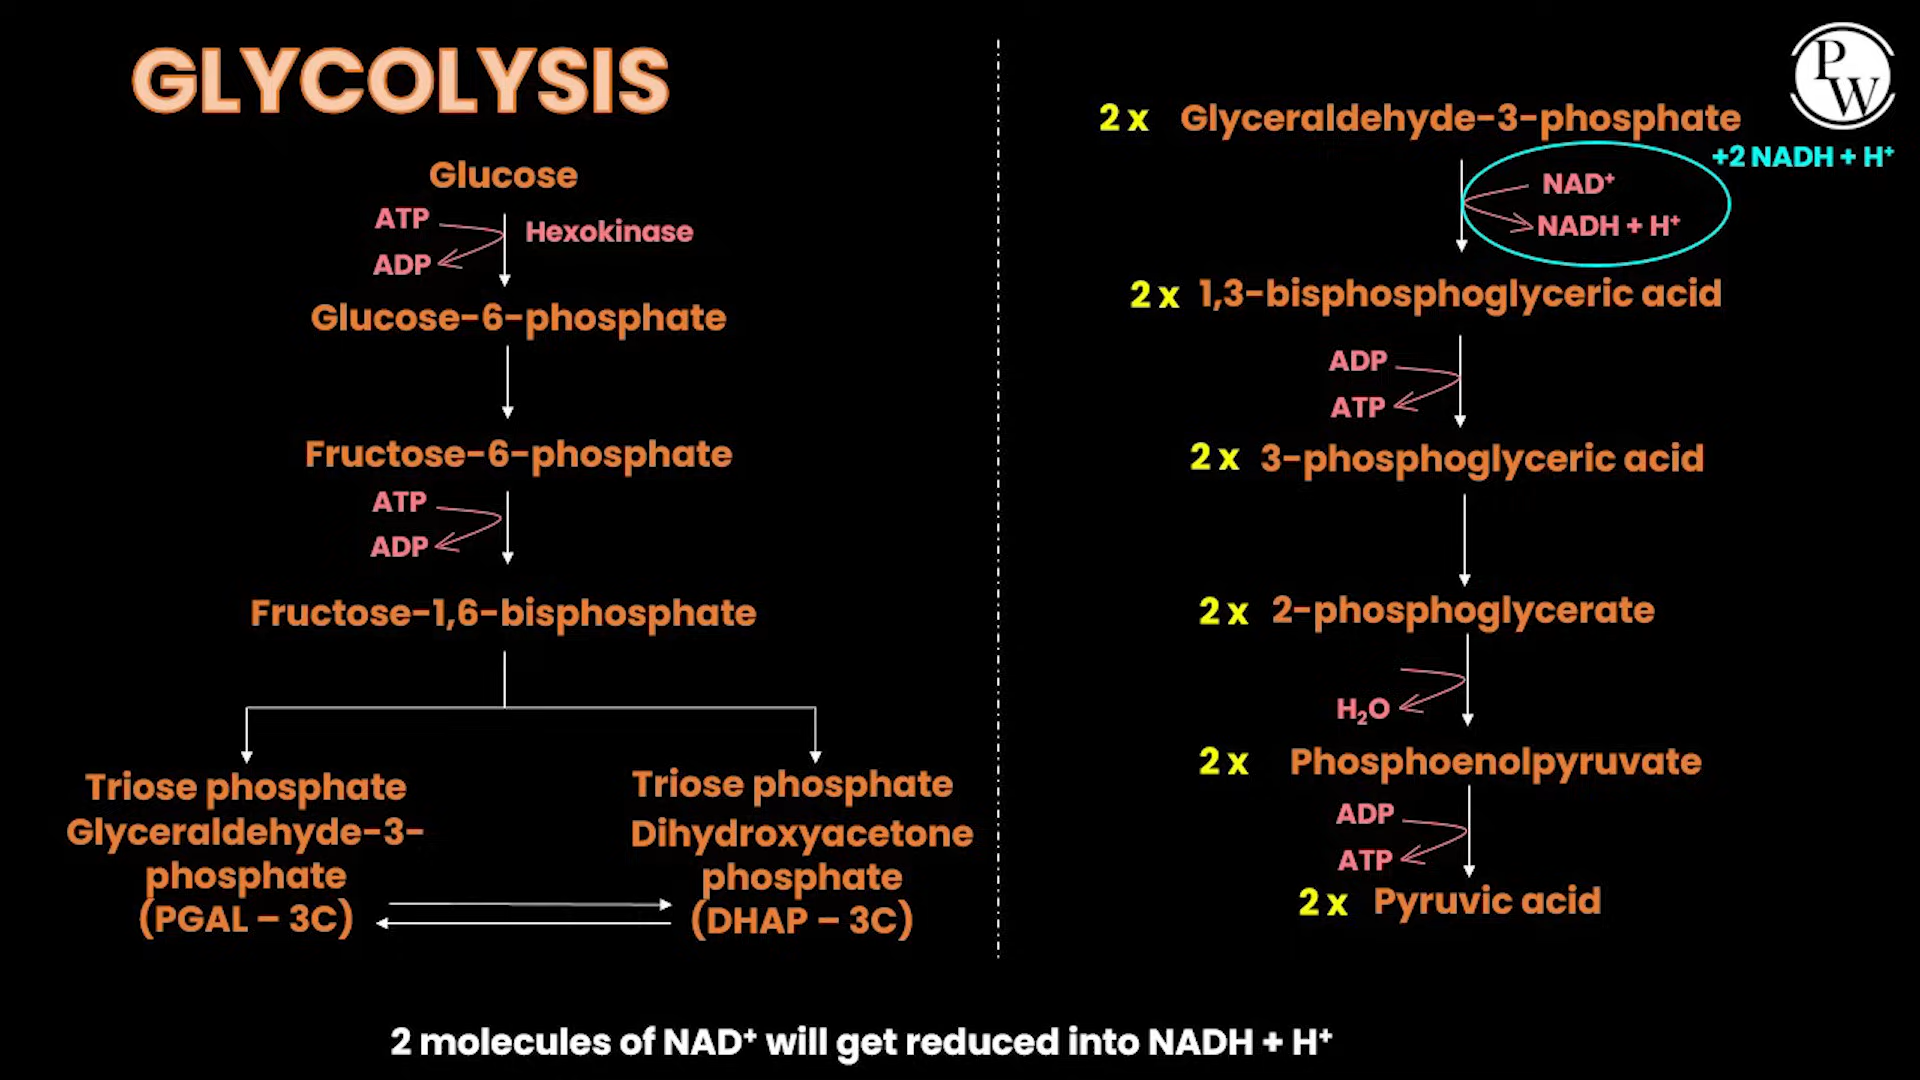 GLYCOLYSIS
Glucose
ATP
Hexokinase
ADP
Glucose-6-phosphate
Fructose-6-phosphate
ATP
ADP
Fructose-1,6-bisphosphate
Triose phosphate
Glyceraldehyde-3-
phosphate
(PGAL – 3C)
Triose phosphate
Dihydroxyacetone
phosphate
(DHAP – 3C)
PW
2 x Glyceraldehyde-3-phosphate
+2 NADH + H⁺
NAD⁺
NADH + H⁺
2 x 1,3-bisphosphoglyceric acid
ADP
ATP
2 x 3-phosphoglyceric acid
2 x 2-phosphoglycerate
H₂O
2 x Phosphoenolpyruvate
ADP
ATP
2 x Pyruvic acid
2 molecules of NAD⁺ will get reduced into NADH + H⁺